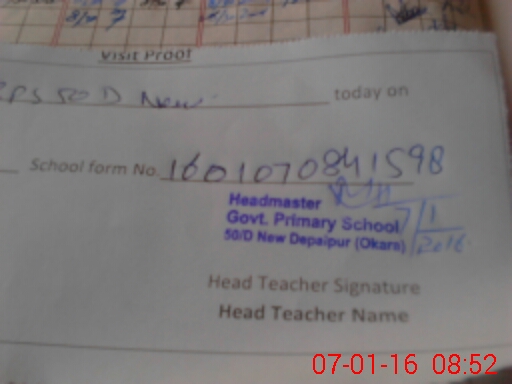 Visit Proof
GPS 50 D New today on
School form No. 1601070841598
Headmaster
Govt. Primary School
50/D New Depalpur (Okara)
7/1/2016
Head Teacher Signature
Head Teacher Name
07-01-16 08:52